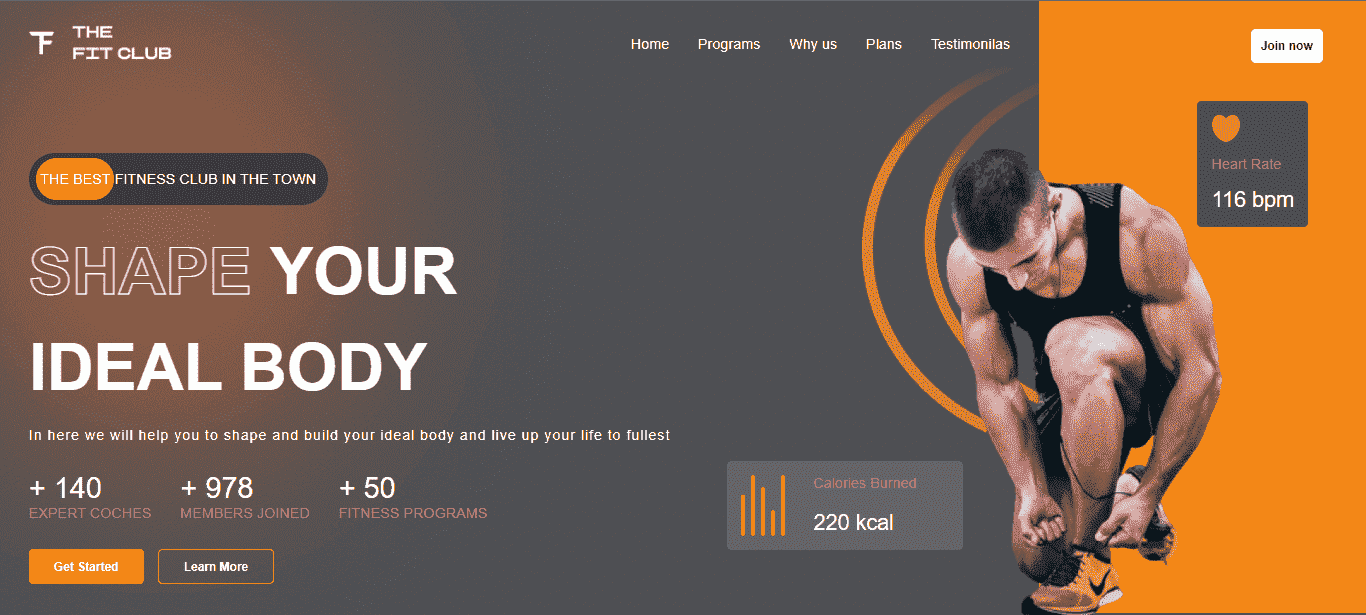 THE
FIT CLUB
Home Programs Why us Plans Testimonilas
Join now
Heart Rate
116 bpm
THE BEST FITNESS CLUB IN THE TOWN
SHAPE YOUR
IDEAL BODY
In here we will help you to shape and build your ideal body and live up your life to fullest
+ 140 + 978 + 50
EXPERT COCHES MEMBERS JOINED FITNESS PROGRAMS
Calories Burned
220 kcal
Get Started Learn More